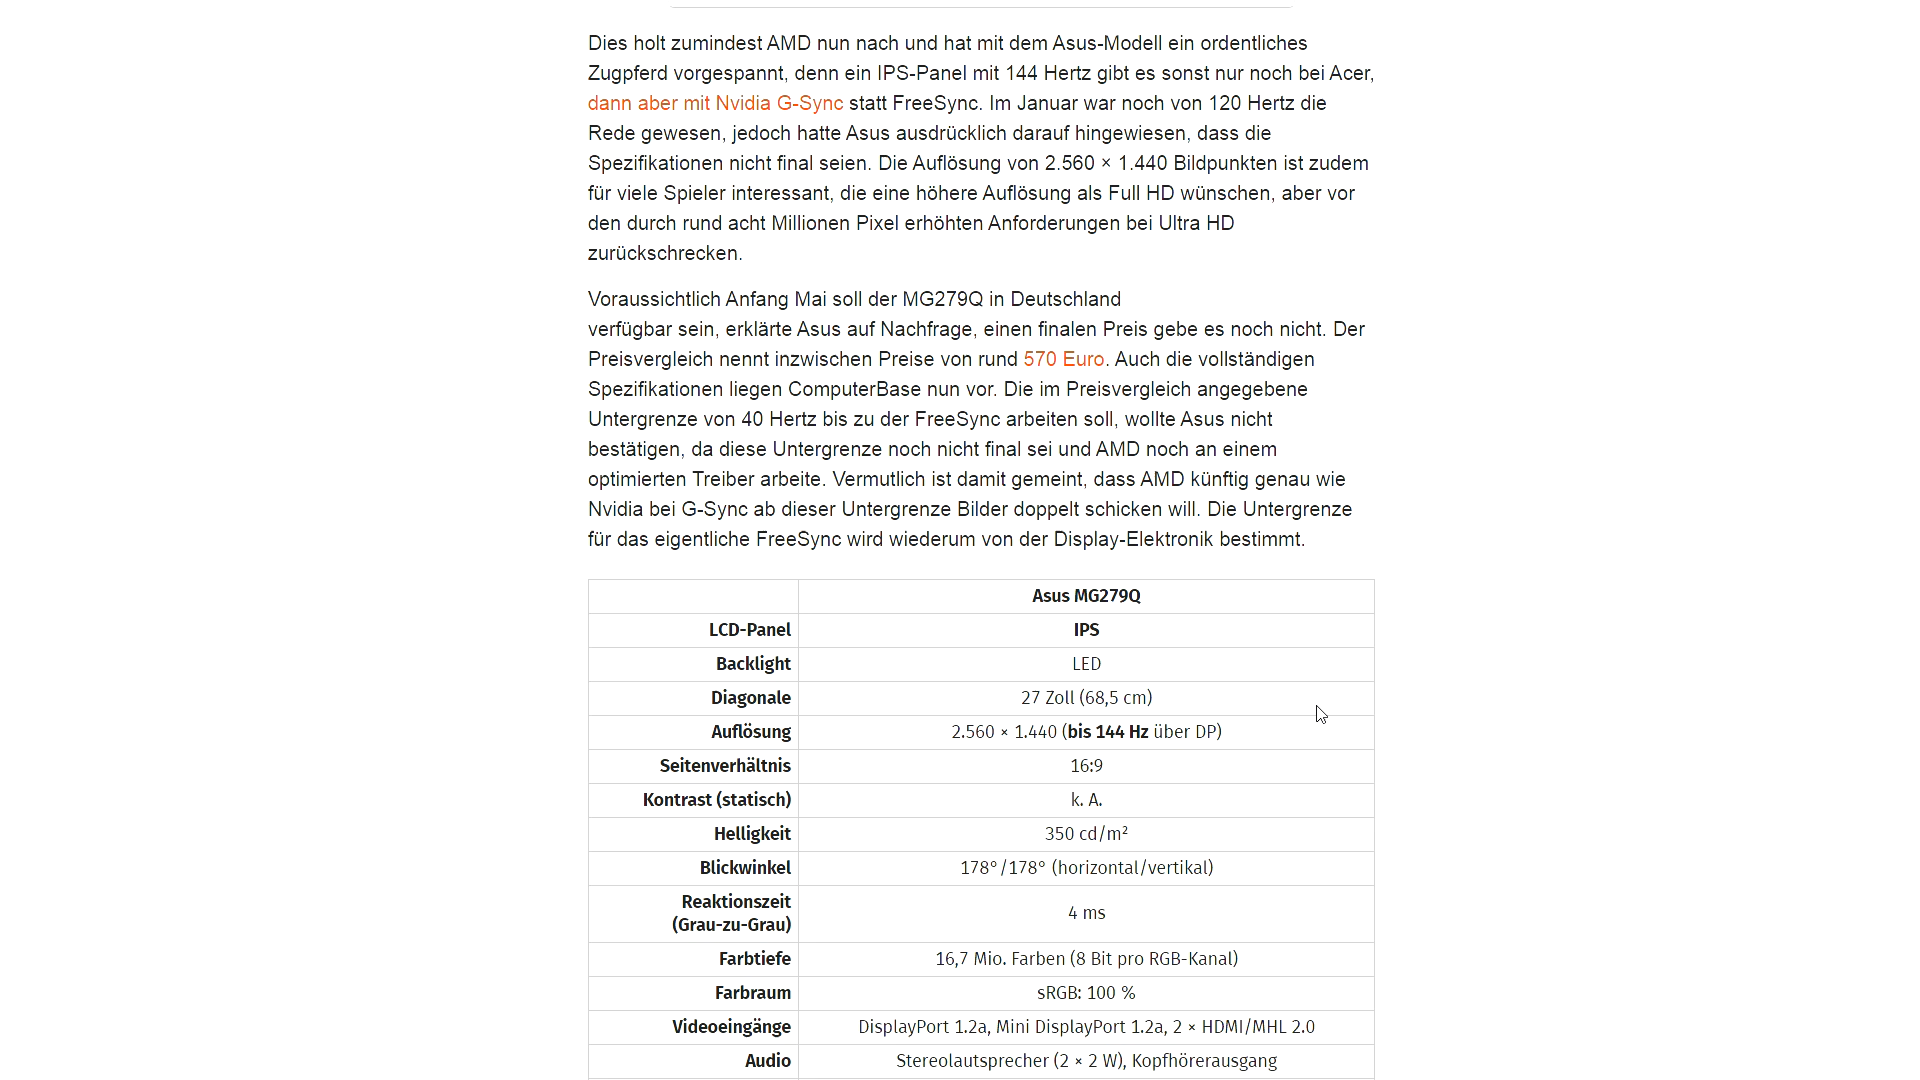 Dies holt zumindest AMD nun nach und hat mit dem Asus-Modell ein ordentliches
Zugpferd vorgespannt, denn ein IPS-Panel mit 144 Hertz gibt es sonst nur noch bei Acer,
dann aber mit Nvidia G-Sync statt FreeSync. Im Januar war noch von 120 Hertz die
Rede gewesen, jedoch hatte Asus ausdrücklich darauf hingewiesen, dass die
Spezifikationen nicht final seien. Die Auflösung von 2.560 × 1.440 Bildpunkten ist zudem
für viele Spieler interessant, die eine höhere Auflösung als Full HD wünschen, aber vor
den durch rund acht Millionen Pixel erhöhten Anforderungen bei Ultra HD
zurückschrecken.
Voraussichtlich Anfang Mai soll der MG279Q in Deutschland
verfügbar sein, erklärte Asus auf Nachfrage, einen finalen Preis gebe es noch nicht. Der
Preisvergleich nennt inzwischen Preise von rund 570 Euro. Auch die vollständigen
Spezifikationen liegen ComputerBase nun vor. Die im Preisvergleich angegebene
Untergrenze von 40 Hertz bis zu der FreeSync arbeiten soll, wollte Asus nicht
bestätigen, da diese Untergrenze noch nicht final sei und AMD noch an einem
optimierten Treiber arbeite. Vermutlich ist damit gemeint, dass AMD künftig genau wie
Nvidia bei G-Sync ab dieser Untergrenze Bilder doppelt schicken will. Die Untergrenze
für das eigentliche FreeSync wird wiederum von der Display-Elektronik bestimmt.
Asus MG279Q
LCD-Panel IPS
Backlight LED
Diagonale 27 Zoll (68,5 cm)
Auflösung 2.560 × 1.440 (bis 144 Hz über DP)
Seitenverhältnis 16:9
Kontrast (statisch) k. A.
Helligkeit 350 cd/m²
Blickwinkel 178°/178° (horizontal/vertikal)
Reaktionszeit
(Grau-zu-Grau) 4 ms
Farbtiefe 16,7 Mio. Farben (8 Bit pro RGB-Kanal)
Farbraum sRGB: 100 %
Videoeingänge DisplayPort 1.2a, Mini DisplayPort 1.2a, 2 × HDMI/MHL 2.0
Audio Stereolautsprecher (2 × 2 W), Kopfhörerausgang